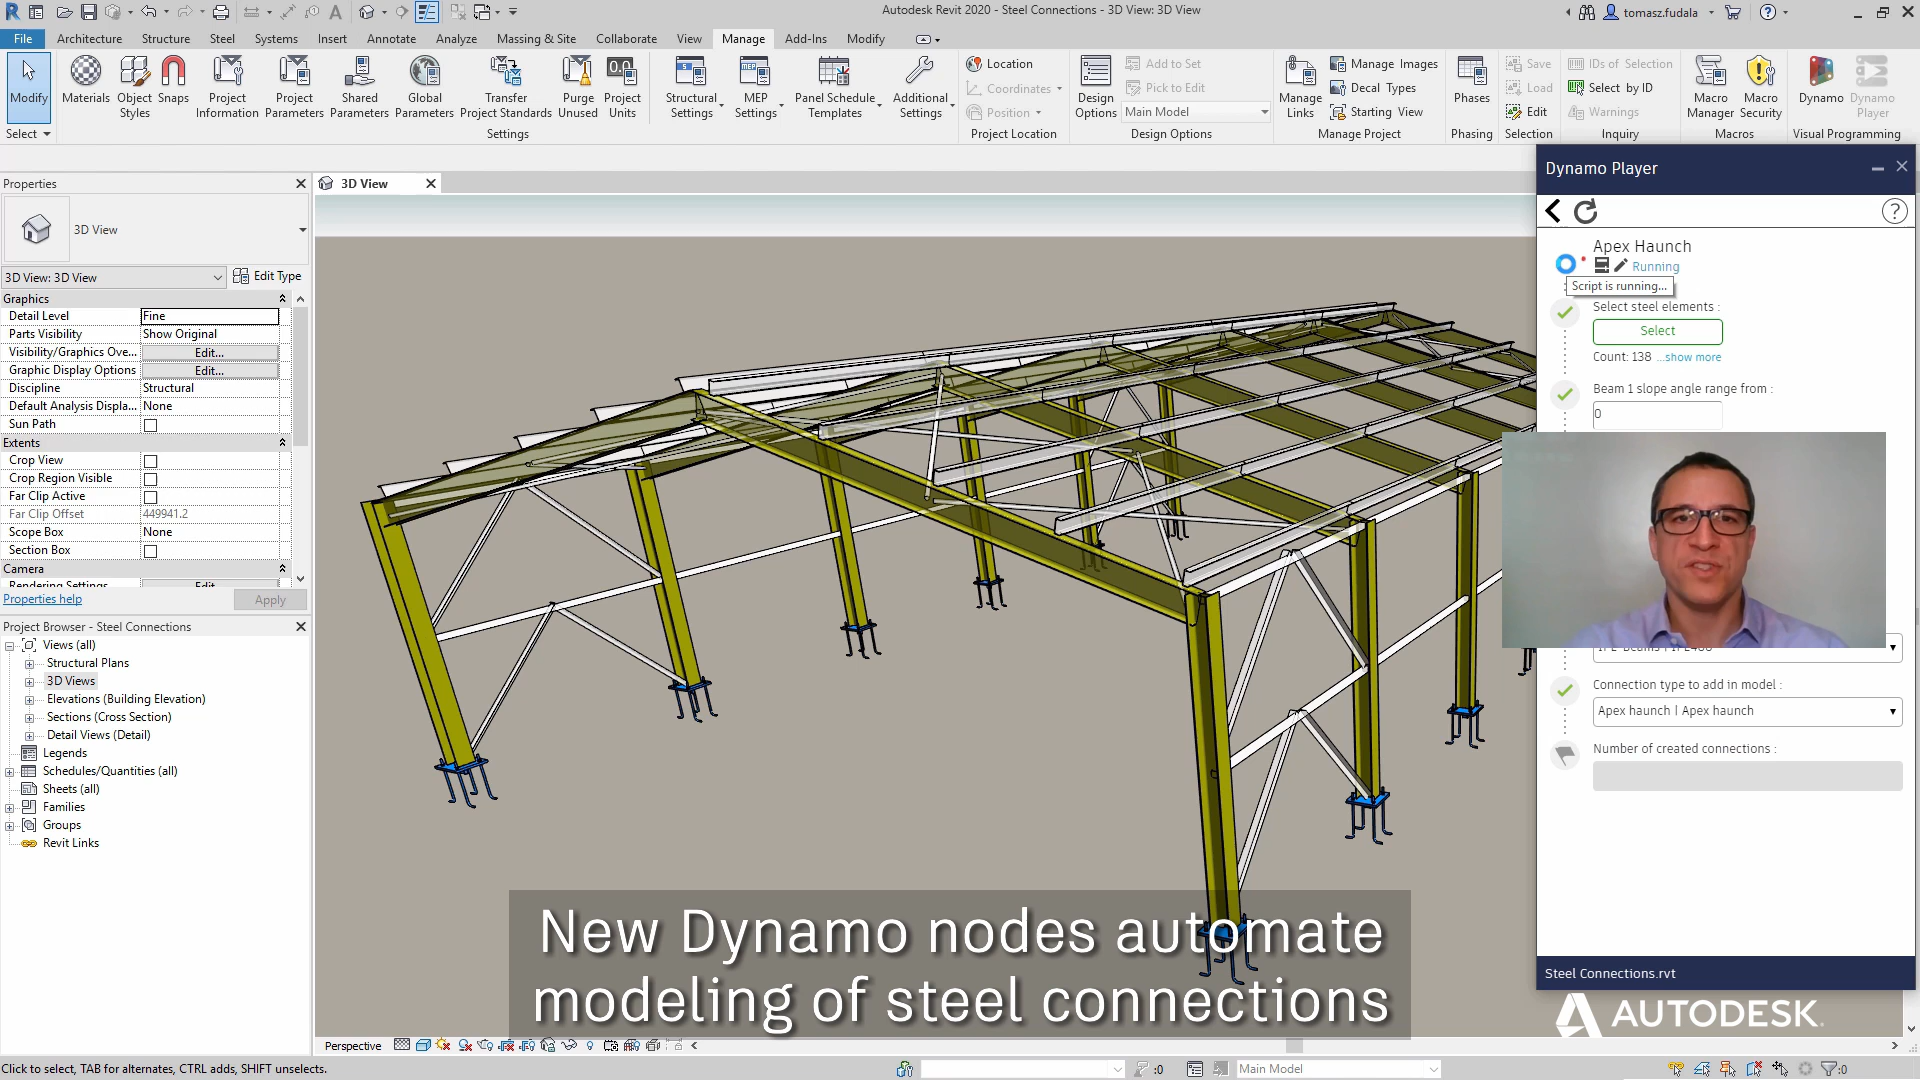 Autodesk Revit 2020 - Steel Connections - 3D View: 3D View
tomasz.fudala
File Architecture Structure Steel Systems Insert Annotate Analyze Massing & Site Collaborate View Manage Add-Ins Modify
Modify
Select
Materials
Object Styles
Snaps
Project Information
Project Parameters
Shared Parameters
Global Parameters
Transfer Project Standards
Purge Unused
Project Units
Settings
Structural Settings
MEP Settings
Panel Schedule Templates
Additional Settings
Location
Coordinates
Position
Project Location
Design Options
Add to Set
Pick to Edit
Main Model
Design Options
Manage Links
Manage Images
Decal Types
Starting View
Manage Project
Phases
Phasing
Save
Load
Edit
Selection
IDs of Selection
Select by ID
Warnings
Inquiry
Macro Manager
Macro Security
Macros
Dynamo
Dynamo Player
Visual Programming
Properties
3D View
3D View: 3D View
Edit Type
Graphics
Detail Level Fine
Parts Visibility Show Original
Visibility/Graphics Ove... Edit...
Graphic Display Options Edit...
Discipline Structural
Default Analysis Displa... None
Sun Path
Extents
Crop View
Crop Region Visible
Far Clip Active
Far Clip Offset 449941.2
Scope Box None
Section Box
Camera
Rendering Settings Edit
Properties help
Apply
Project Browser - Steel Connections
Views (all)
Structural Plans
3D Views
Elevations (Building Elevation)
Sections (Cross Section)
Detail Views (Detail)
Legends
Schedules/Quantities (all)
Sheets (all)
Families
Groups
Revit Links
3D View
Dynamo Player
Apex Haunch
Running
Script is running...
Select steel elements :
Select
Count: 138 ...show more
Beam 1 slope angle range from :
0
Connection type to add in model :
Apex haunch | Apex haunch
Number of created connections :
Steel Connections.rvt
AUTODESK.
New Dynamo nodes automate
modeling of steel connections
Perspective
Click to select, TAB for alternates, CTRL adds, SHIFT unselects.
:0
Main Model
:0